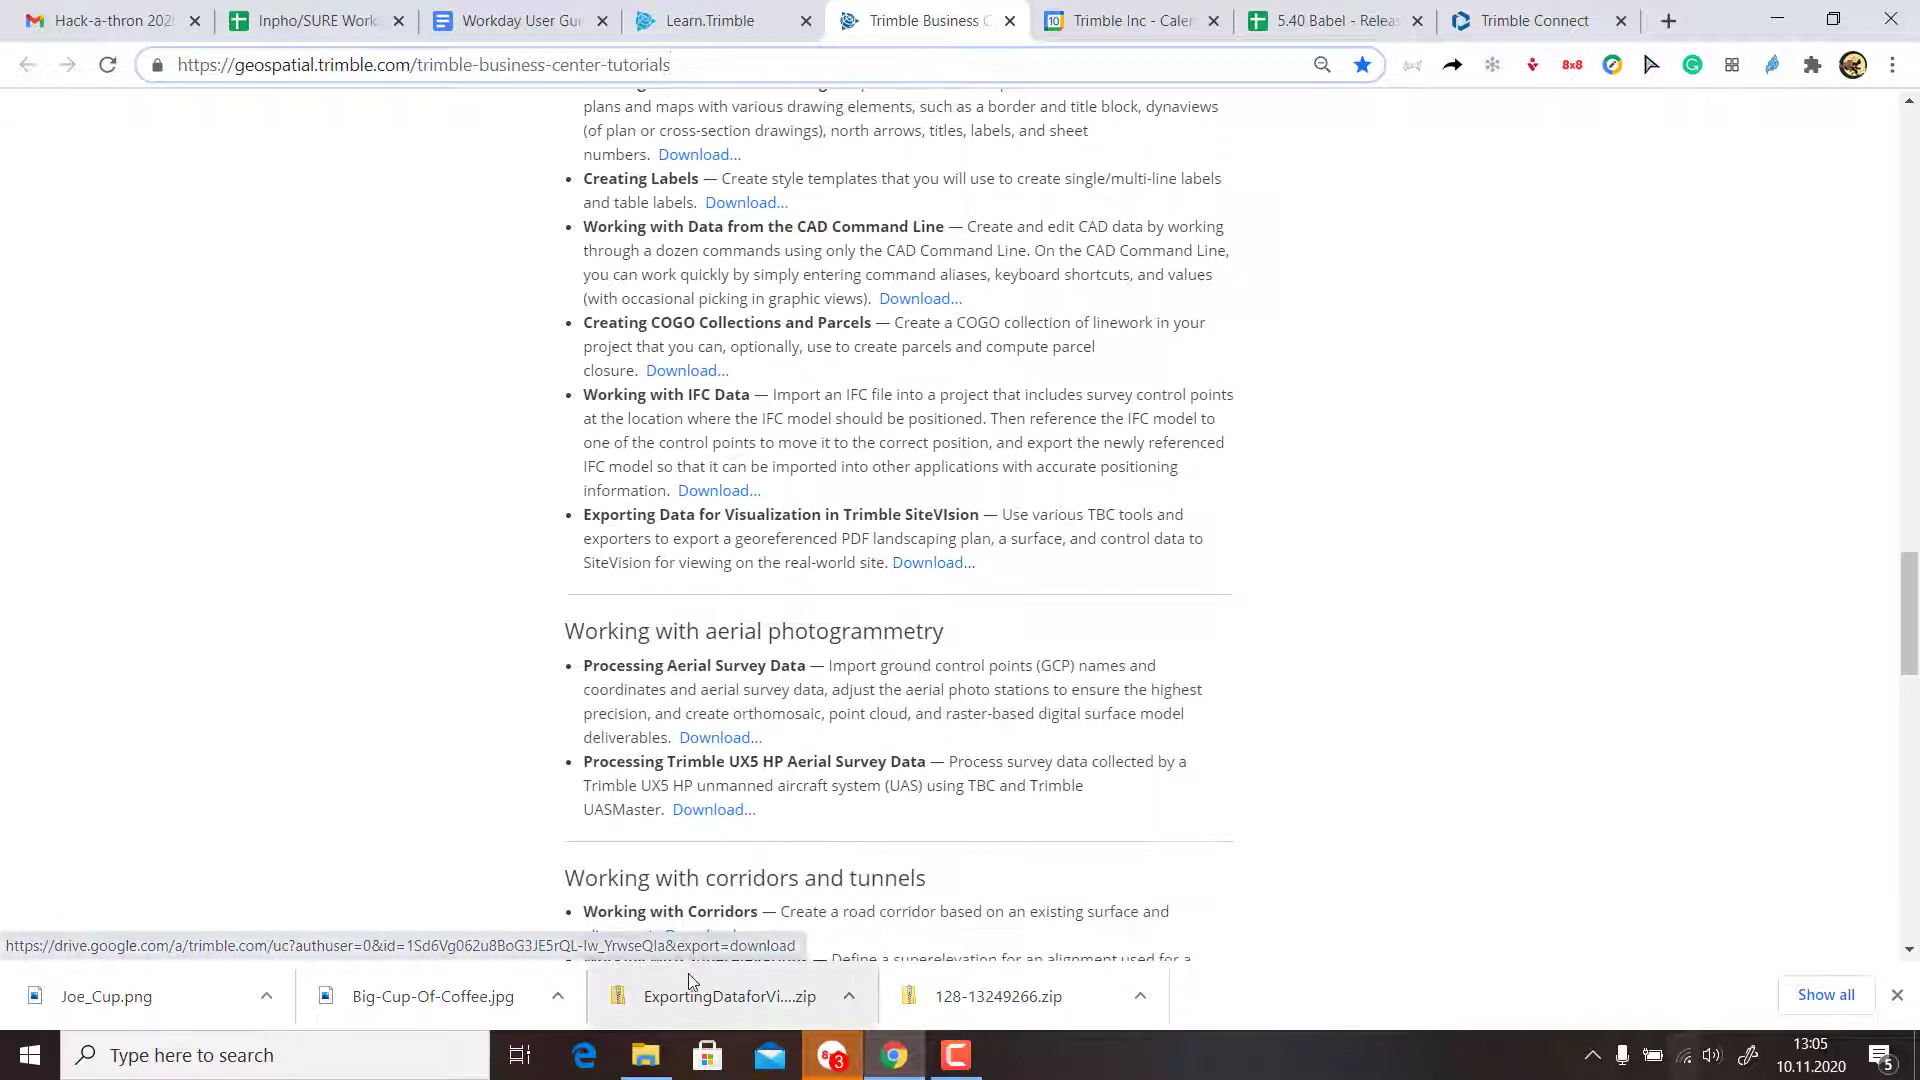 Hack-a-thron 202
Inpho/SURE Work
Workday User Gu
Learn.Trimble
Trimble Business C
Trimble Inc - Caler
5.40 Babel - Relea
Trimble Connect
https://geospatial.trimble.com/trimble-business-center-tutorials
8x8
plans and maps with various drawing elements, such as a border and title block, dynaviews
(of plan or cross-section drawings), north arrows, titles, labels, and sheet
numbers. Download...
• Creating Labels — Create style templates that you will use to create single/multi-line labels
and table labels. Download...
• Working with Data from the CAD Command Line — Create and edit CAD data by working
through a dozen commands using only the CAD Command Line. On the CAD Command Line,
you can work quickly by simply entering command aliases, keyboard shortcuts, and values
(with occasional picking in graphic views). Download...
• Creating COGO Collections and Parcels — Create a COGO collection of linework in your
project that you can, optionally, use to create parcels and compute parcel
closure. Download...
• Working with IFC Data — Import an IFC file into a project that includes survey control points
at the location where the IFC model should be positioned. Then reference the IFC model to
one of the control points to move it to the correct position, and export the newly referenced
IFC model so that it can be imported into other applications with accurate positioning
information. Download...
• Exporting Data for Visualization in Trimble SiteVIsion — Use various TBC tools and
exporters to export a georeferenced PDF landscaping plan, a surface, and control data to
SiteVision for viewing on the real-world site. Download...
Working with aerial photogrammetry
• Processing Aerial Survey Data — Import ground control points (GCP) names and
coordinates and aerial survey data, adjust the aerial photo stations to ensure the highest
precision, and create orthomosaic, point cloud, and raster-based digital surface model
deliverables. Download...
• Processing Trimble UX5 HP Aerial Survey Data — Process survey data collected by a
Trimble UX5 HP unmanned aircraft system (UAS) using TBC and Trimble
UASMaster. Download...
Working with corridors and tunnels
• Working with Corridors — Create a road corridor based on an existing surface and
https://drive.google.com/a/trimble.com/uc?authuser=0&id=1Sd6Vg062u8BoG3JE5rQL-Iw_YrwseQIa&export=download
— Define a superelevation for an alignment used for a
Joe_Cup.png
Big-Cup-Of-Coffee.jpg
ExportingDataforVi....zip
128-13249266.zip
Show all
Type here to search
3
13:05
10.11.2020
5